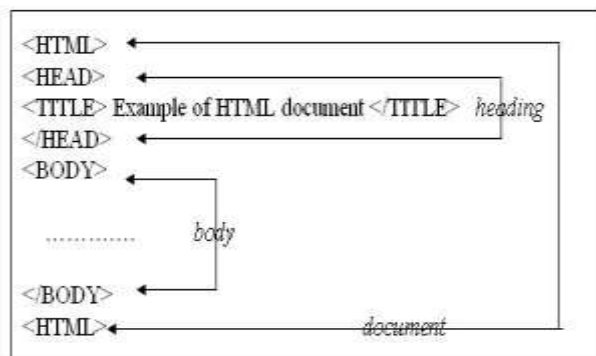 <HTML>
<HEAD>
<TITLE> Example of HTML document </TITLE> heading
</HEAD>
<BODY>
............. body
</BODY>
<HTML> document